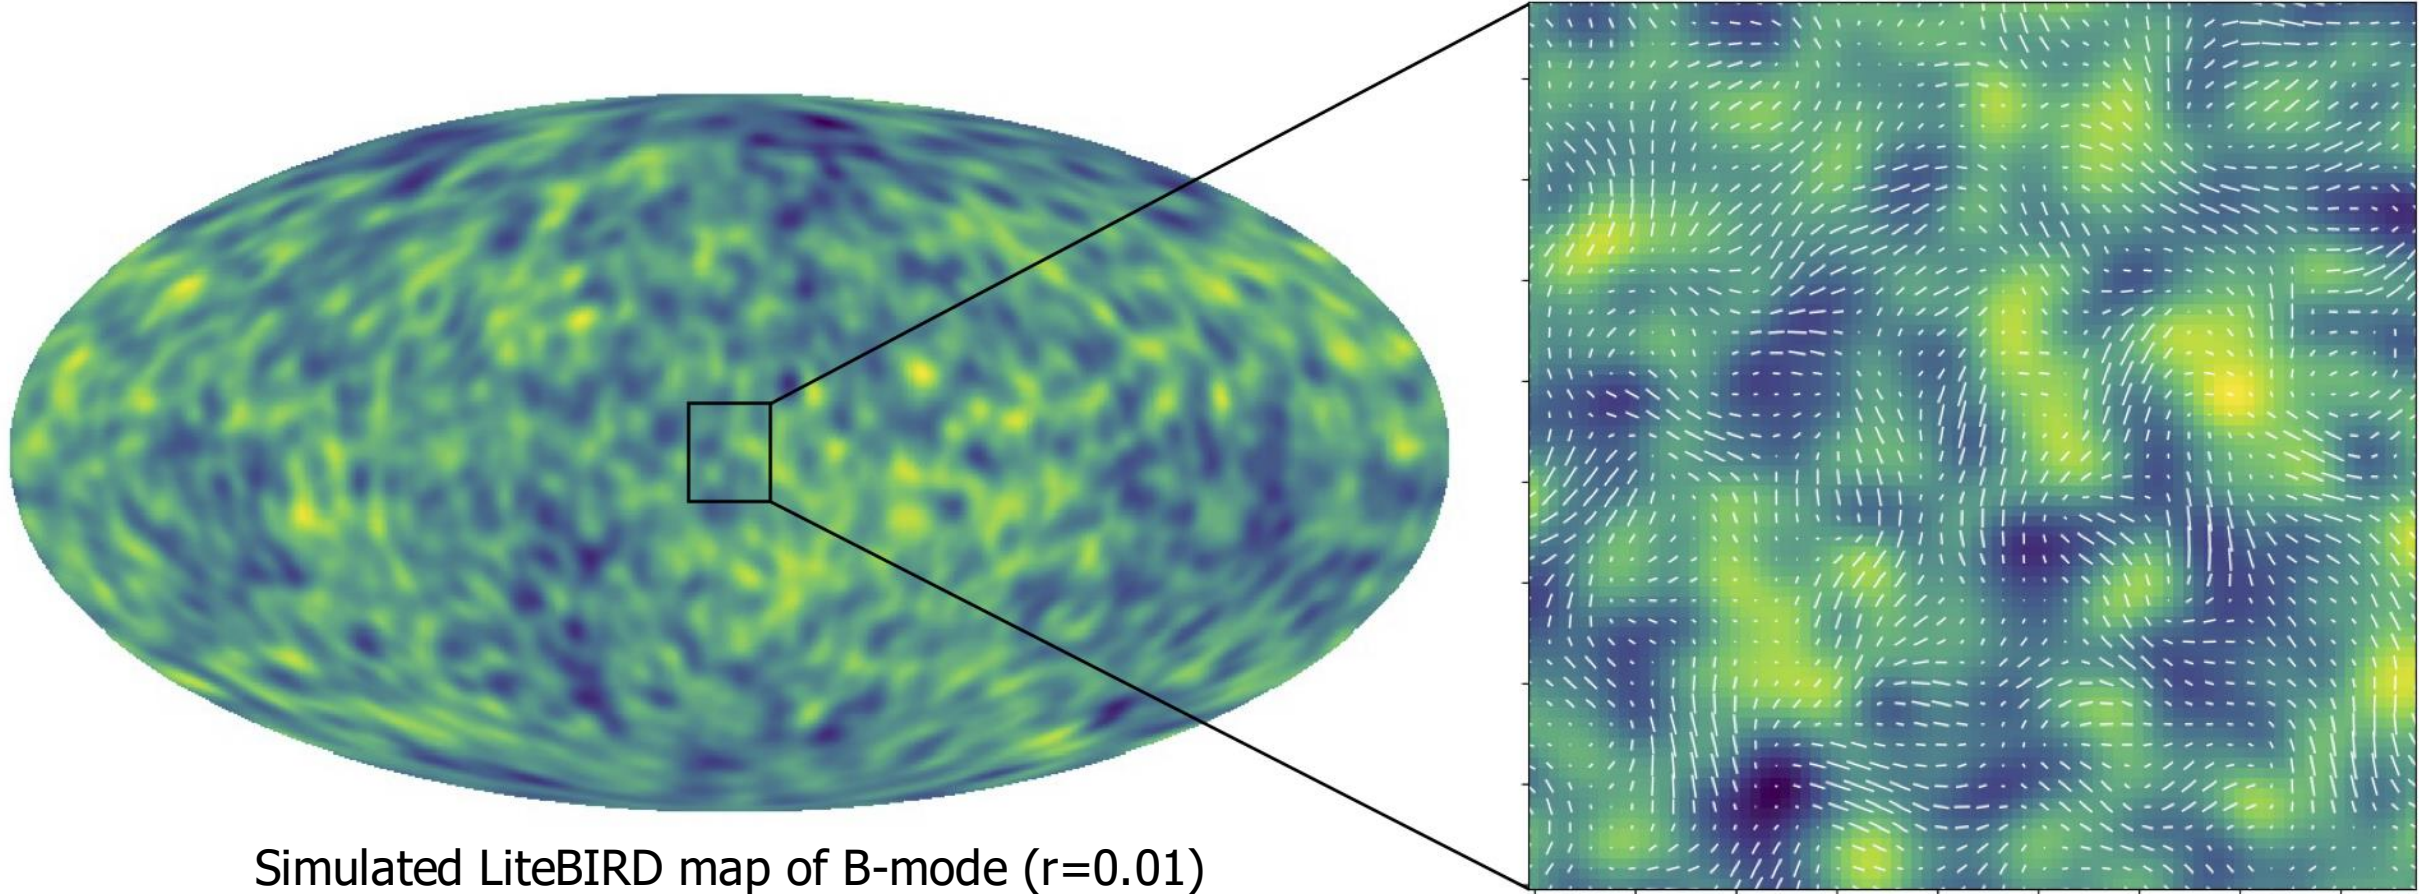 Simulated LiteBIRD map of B-mode (r=0.01)